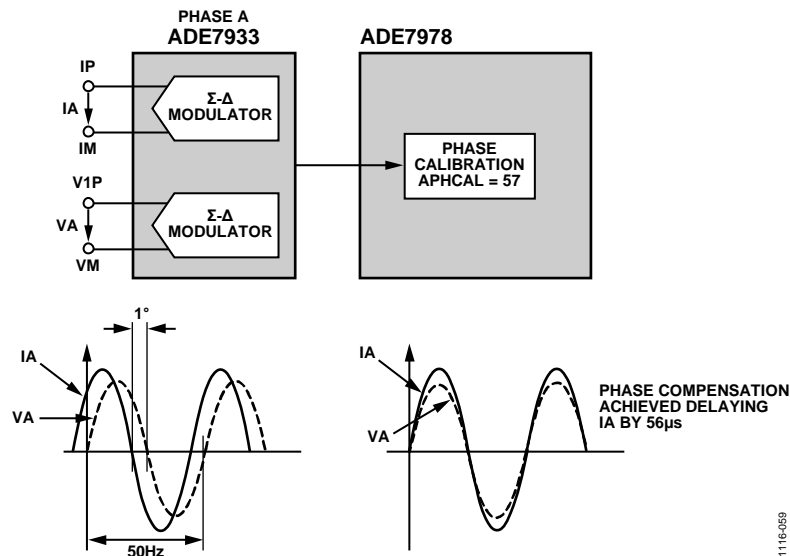 PHASE A
ADE7933
ADE7978
IP
IA
IM
Σ-Δ
MODULATOR
V1P
VA
VM
Σ-Δ
MODULATOR
PHASE
CALIBRATION
APHCAL = 57
1°
IA
VA
50Hz
IA
VA
PHASE COMPENSATION
ACHIEVED DELAYING
IA BY 56µs
1116-059